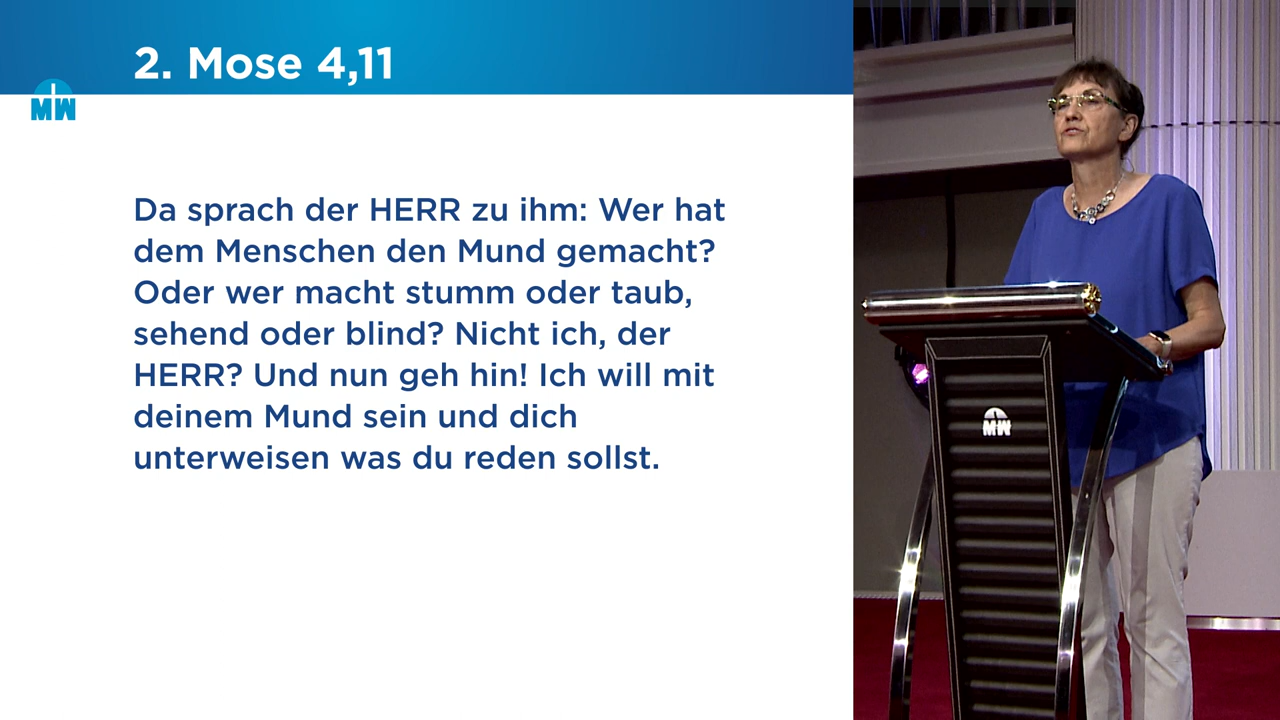 2. Mose 4,11
MW
Da sprach der HERR zu ihm: Wer hat
dem Menschen den Mund gemacht?
Oder wer macht stumm oder taub,
sehend oder blind? Nicht ich, der
HERR? Und nun geh hin! Ich will mit
deinem Mund sein und dich
unterweisen was du reden sollst.
MW